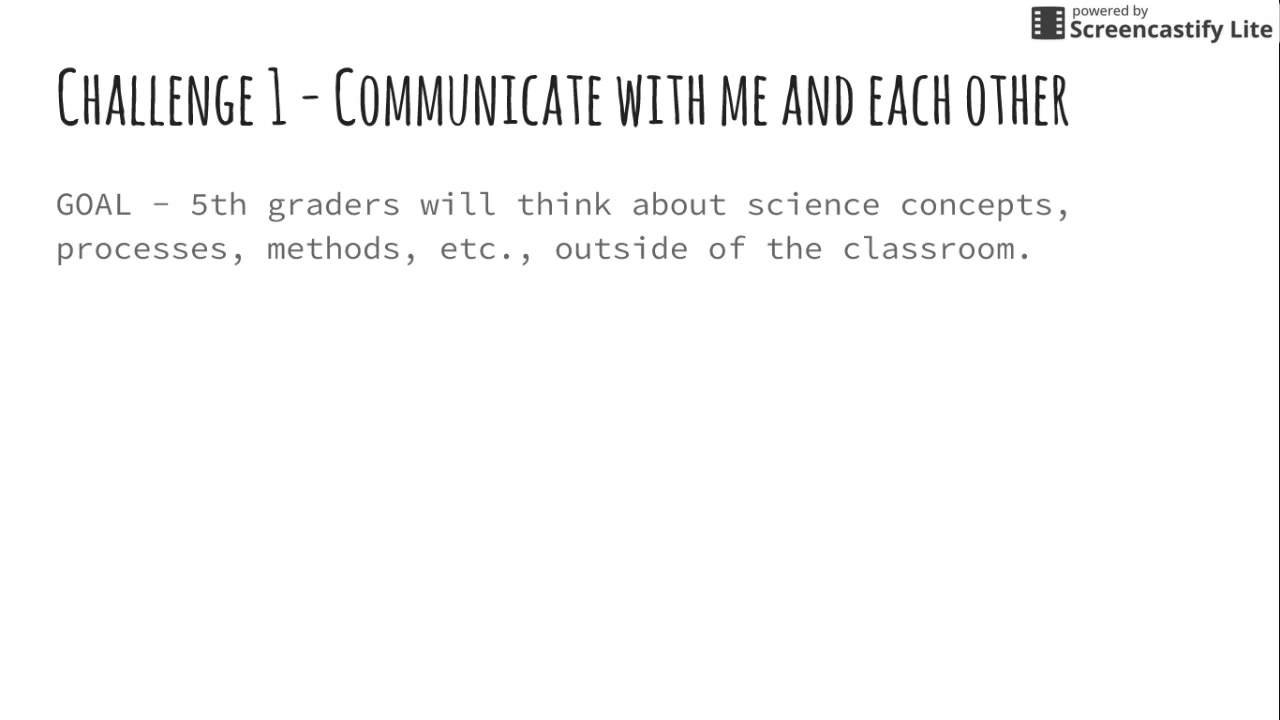 powered by
Screencastify Lite
Challenge 1 - Communicate with me and each other
GOAL - 5th graders will think about science concepts,
processes, methods, etc., outside of the classroom.